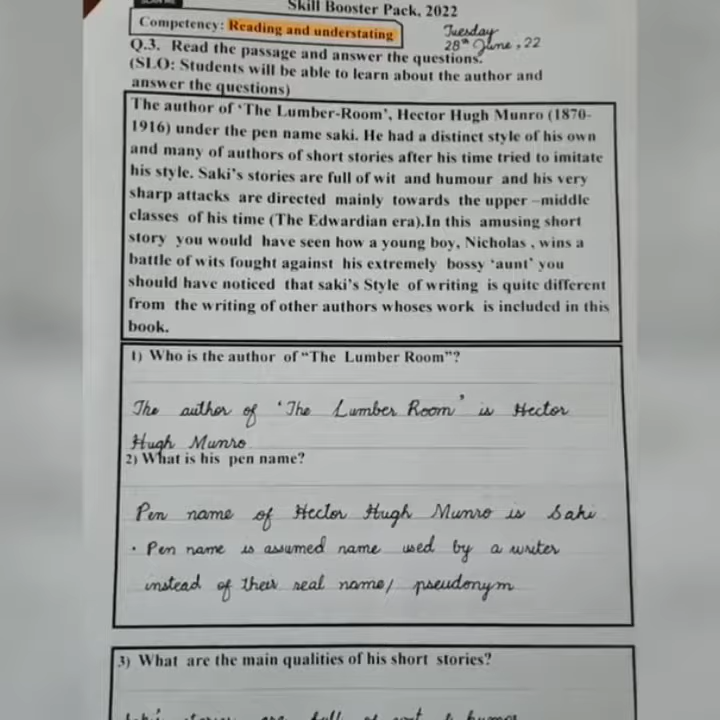 Skill Booster Pack, 2022
Competency: Reading and understating
Tuesday
28th June, 22
Q.3. Read the passage and answer the questions.
(SLO: Students will be able to learn about the author and
answer the questions)
The author of ‘The Lumber-Room’, Hector Hugh Munro (1870-
1916) under the pen name saki. He had a distinct style of his own
and many of authors of short stories after his time tried to imitate
his style. Saki’s stories are full of wit and humour and his very
sharp attacks are directed mainly towards the upper –middle
classes of his time (The Edwardian era).In this amusing short
story you would have seen how a young boy, Nicholas , wins a
battle of wits fought against his extremely bossy ‘aunt’ you
should have noticed that saki’s Style of writing is quite different
from the writing of other authors whoses work is included in this
book.
1) Who is the author of “The Lumber Room”?
The author of ‘The Lumber Room’ is Hector
Hugh Munro
2) What is his pen name?
Pen name of Hector Hugh Munro is Saki
• Pen name is assumed name used by a writer
instead of their real name/ pseudonym
3) What are the main qualities of his short stories?
stories are full of wit & humor